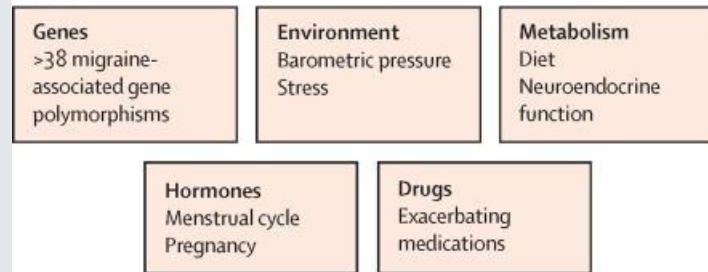 Genes
>38 migraine-
associated gene
polymorphisms
Environment
Barometric pressure
Stress
Metabolism
Diet
Neuroendocrine
function
Hormones
Menstrual cycle
Pregnancy
Drugs
Exacerbating
medications